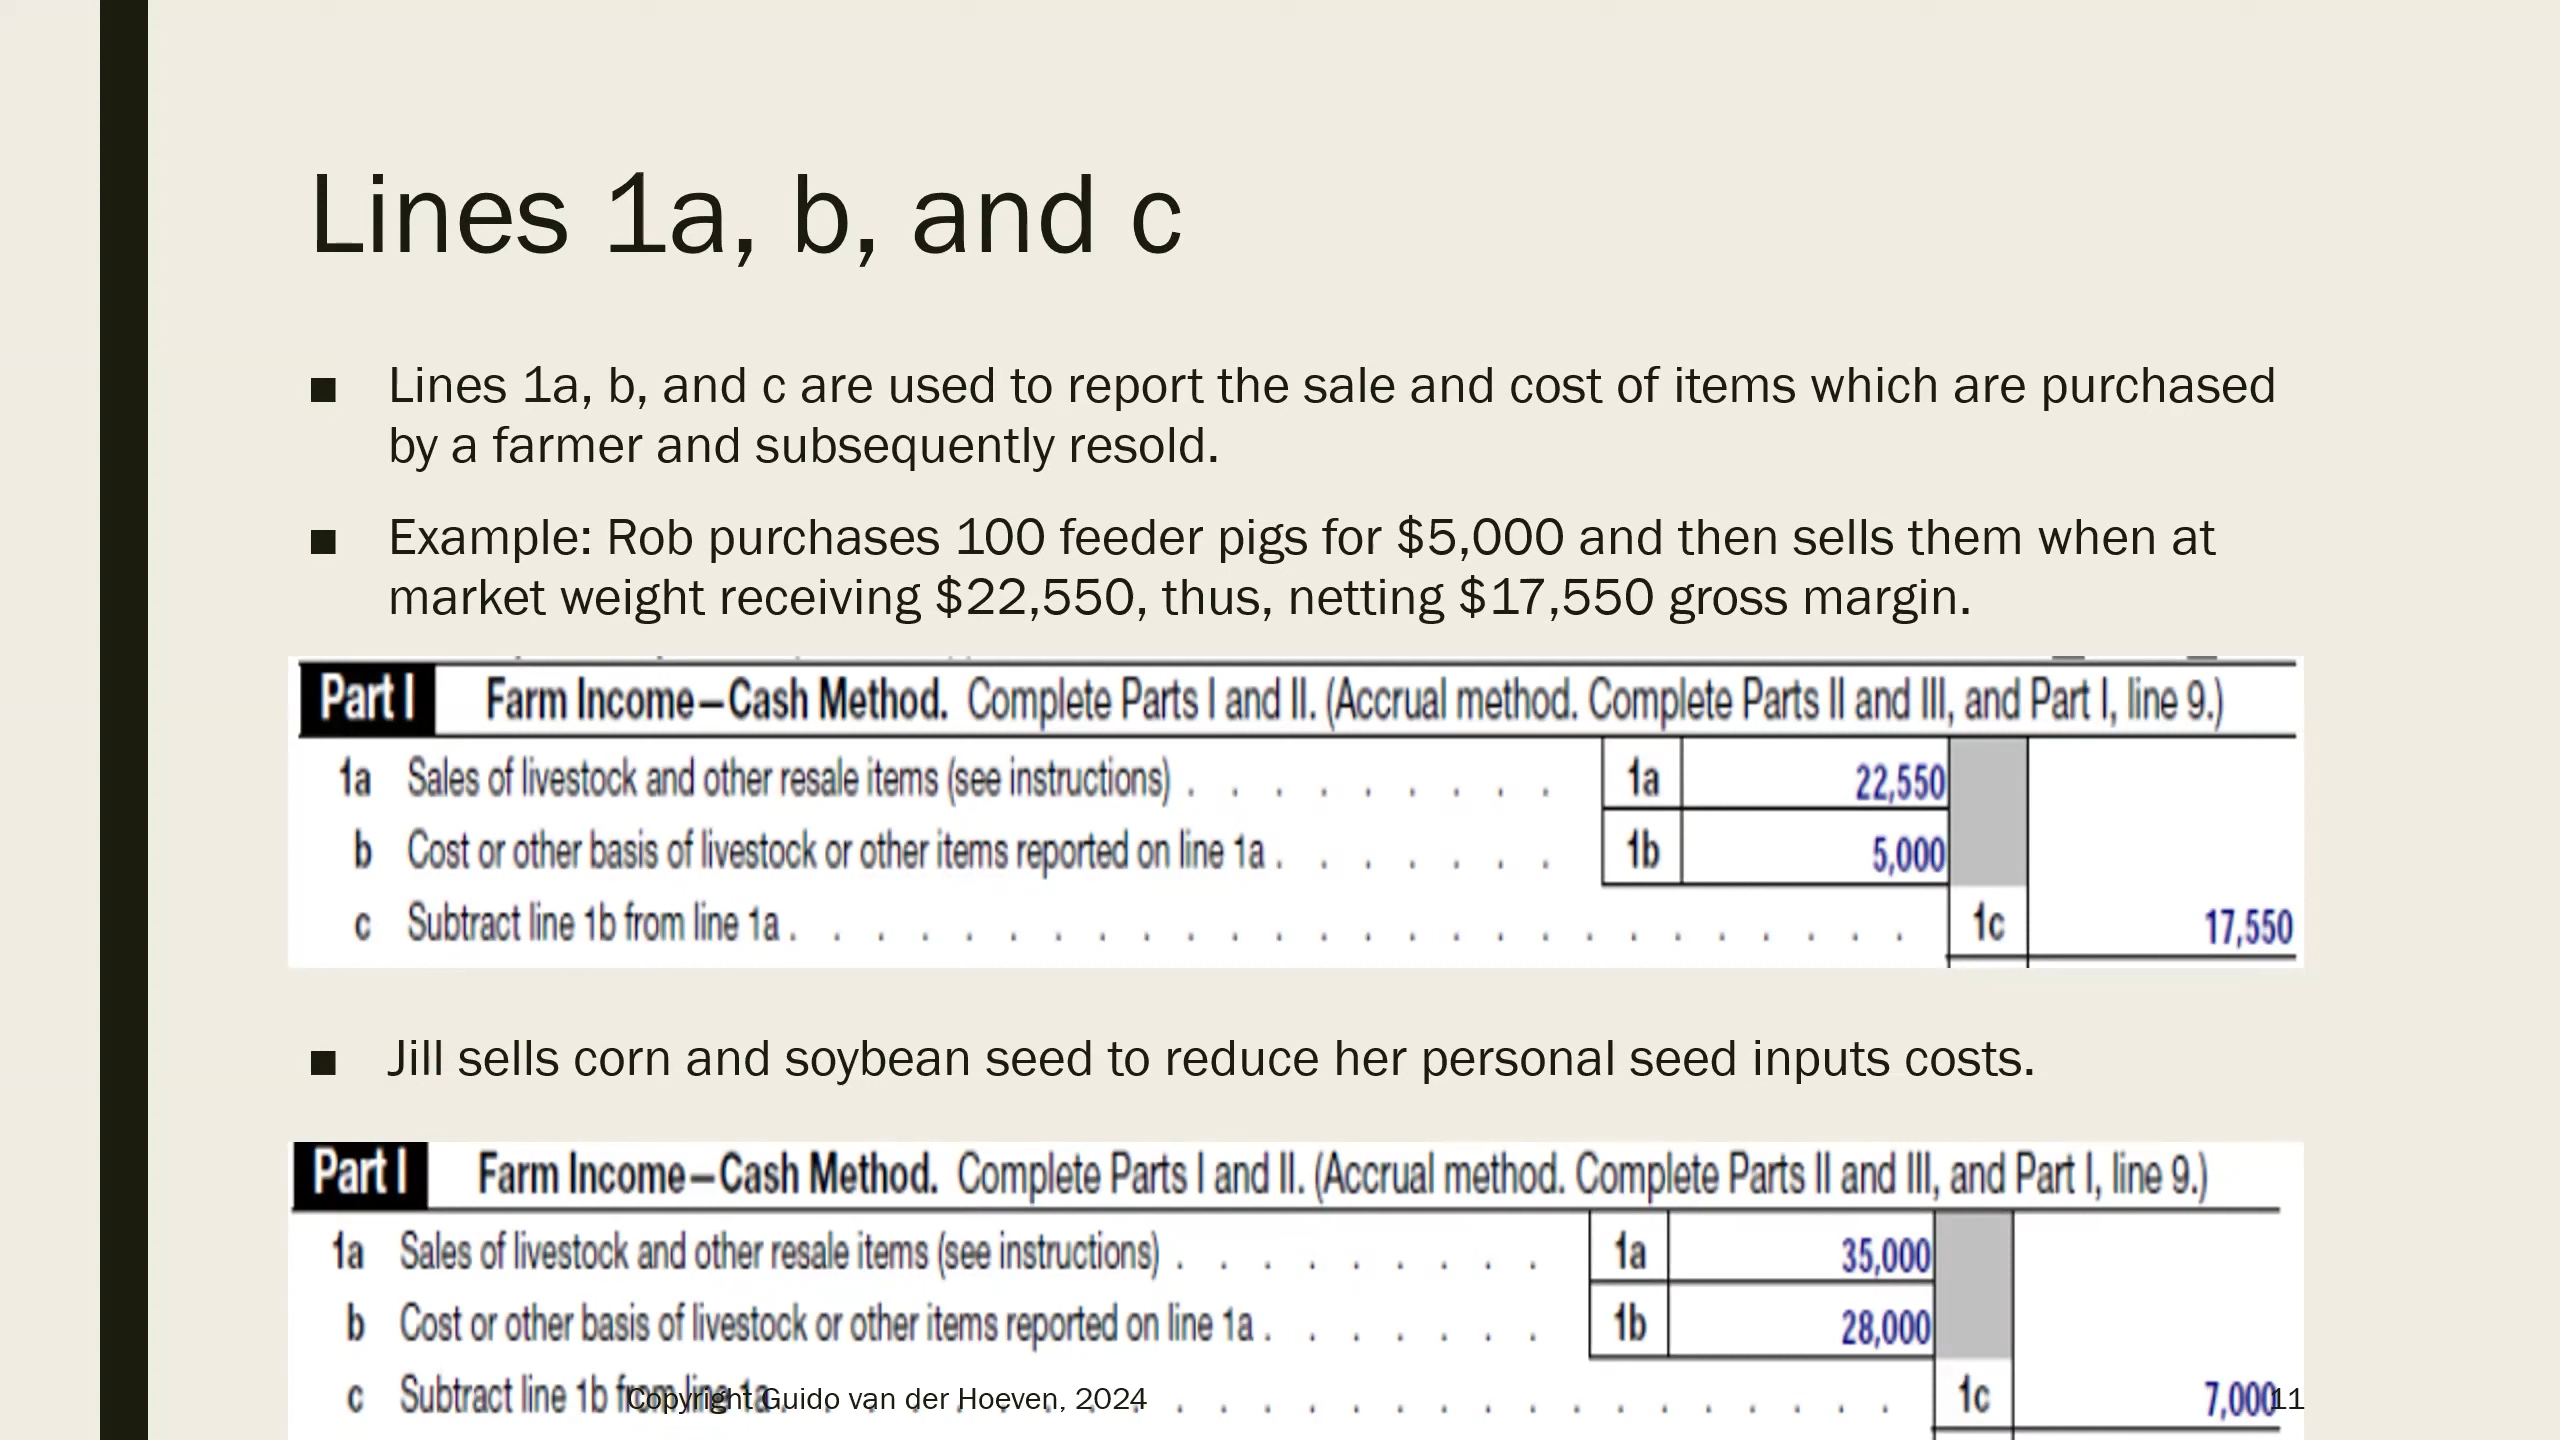 Lines 1a, b, and c
■ Lines 1a, b, and c are used to report the sale and cost of items which are purchased
by a farmer and subsequently resold.
■ Example: Rob purchases 100 feeder pigs for $5,000 and then sells them when at
market weight receiving $22,550, thus, netting $17,550 gross margin.
Part I Farm Income—Cash Method. Complete Parts I and II. (Accrual method. Complete Parts II and III, and Part I, line 9.)
1a Sales of livestock and other resale items (see instructions) . . . . . . . . . 1a 22,550
b Cost or other basis of livestock or other items reported on line 1a . . . . . . . 1b 5,000
c Subtract line 1b from line 1a . . . . . . . . . . . . . . . . . . . . . . . . . . 1c 17,550
■ Jill sells corn and soybean seed to reduce her personal seed inputs costs.
Part I Farm Income—Cash Method. Complete Parts I and II. (Accrual method. Complete Parts II and III, and Part I, line 9.)
1a Sales of livestock and other resale items (see instructions) . . . . . . . . . 1a 35,000
b Cost or other basis of livestock or other items reported on line 1a . . . . . . . 1b 28,000
c Subtract line 1b from line 1a . . . . . . . . . . . . . . . . . . . . . . . . . . 1c 7,000
Copyright Guido van der Hoeven, 2024
11